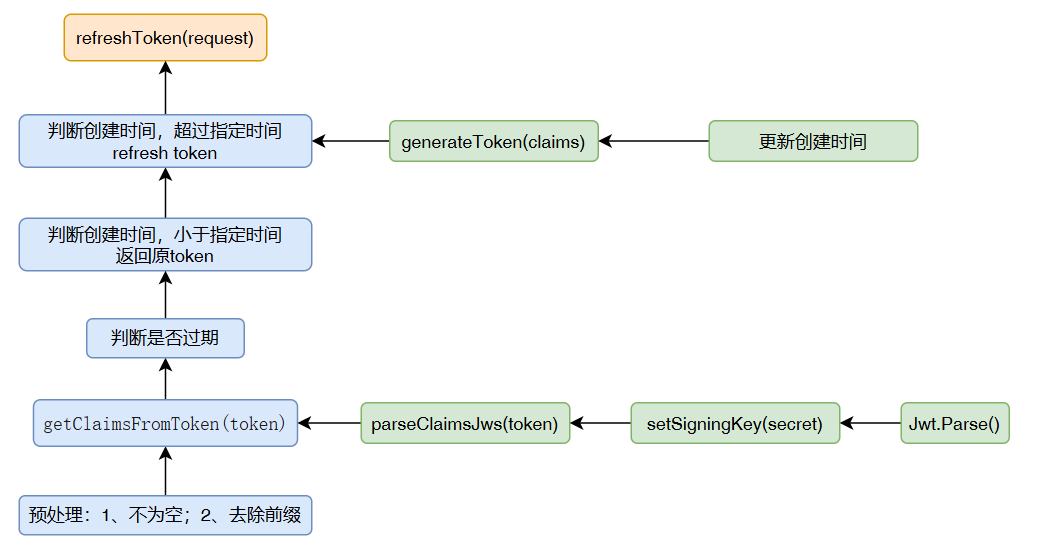 refreshToken(request)
判断创建时间，超过指定时间
refresh token
generateToken(claims)
更新创建时间
判断创建时间，小于指定时间
返回原token
判断是否过期
getClaimsFromToken(token)
parseClaimsJws(token)
setSigningKey(secret)
Jwt.Parse()
预处理：1、不为空；2、去除前缀